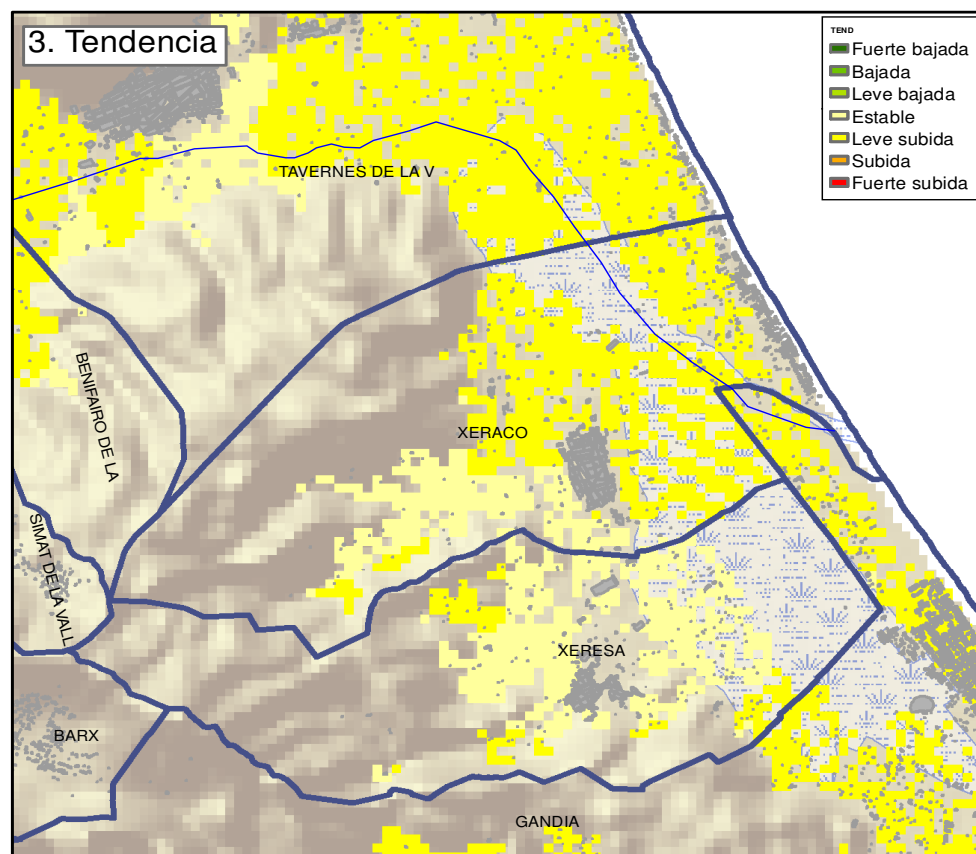 3. Tendencia
TEND
Fuerte bajada
Bajada
Leve bajada
Estable
Leve subida
Subida
Fuerte subida
TAVERNES DE LA V
BENIFAIRO DE LA
XERACO
SIMAT DE LA VALL
XERESA
BARX
GANDIA